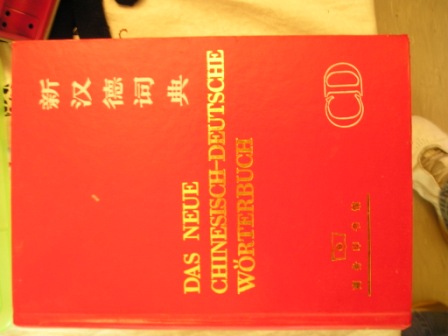 新汉德词典
DAS NEUE
CHINESISCH-DEUTSCHE
WÖRTERBUCH
CD